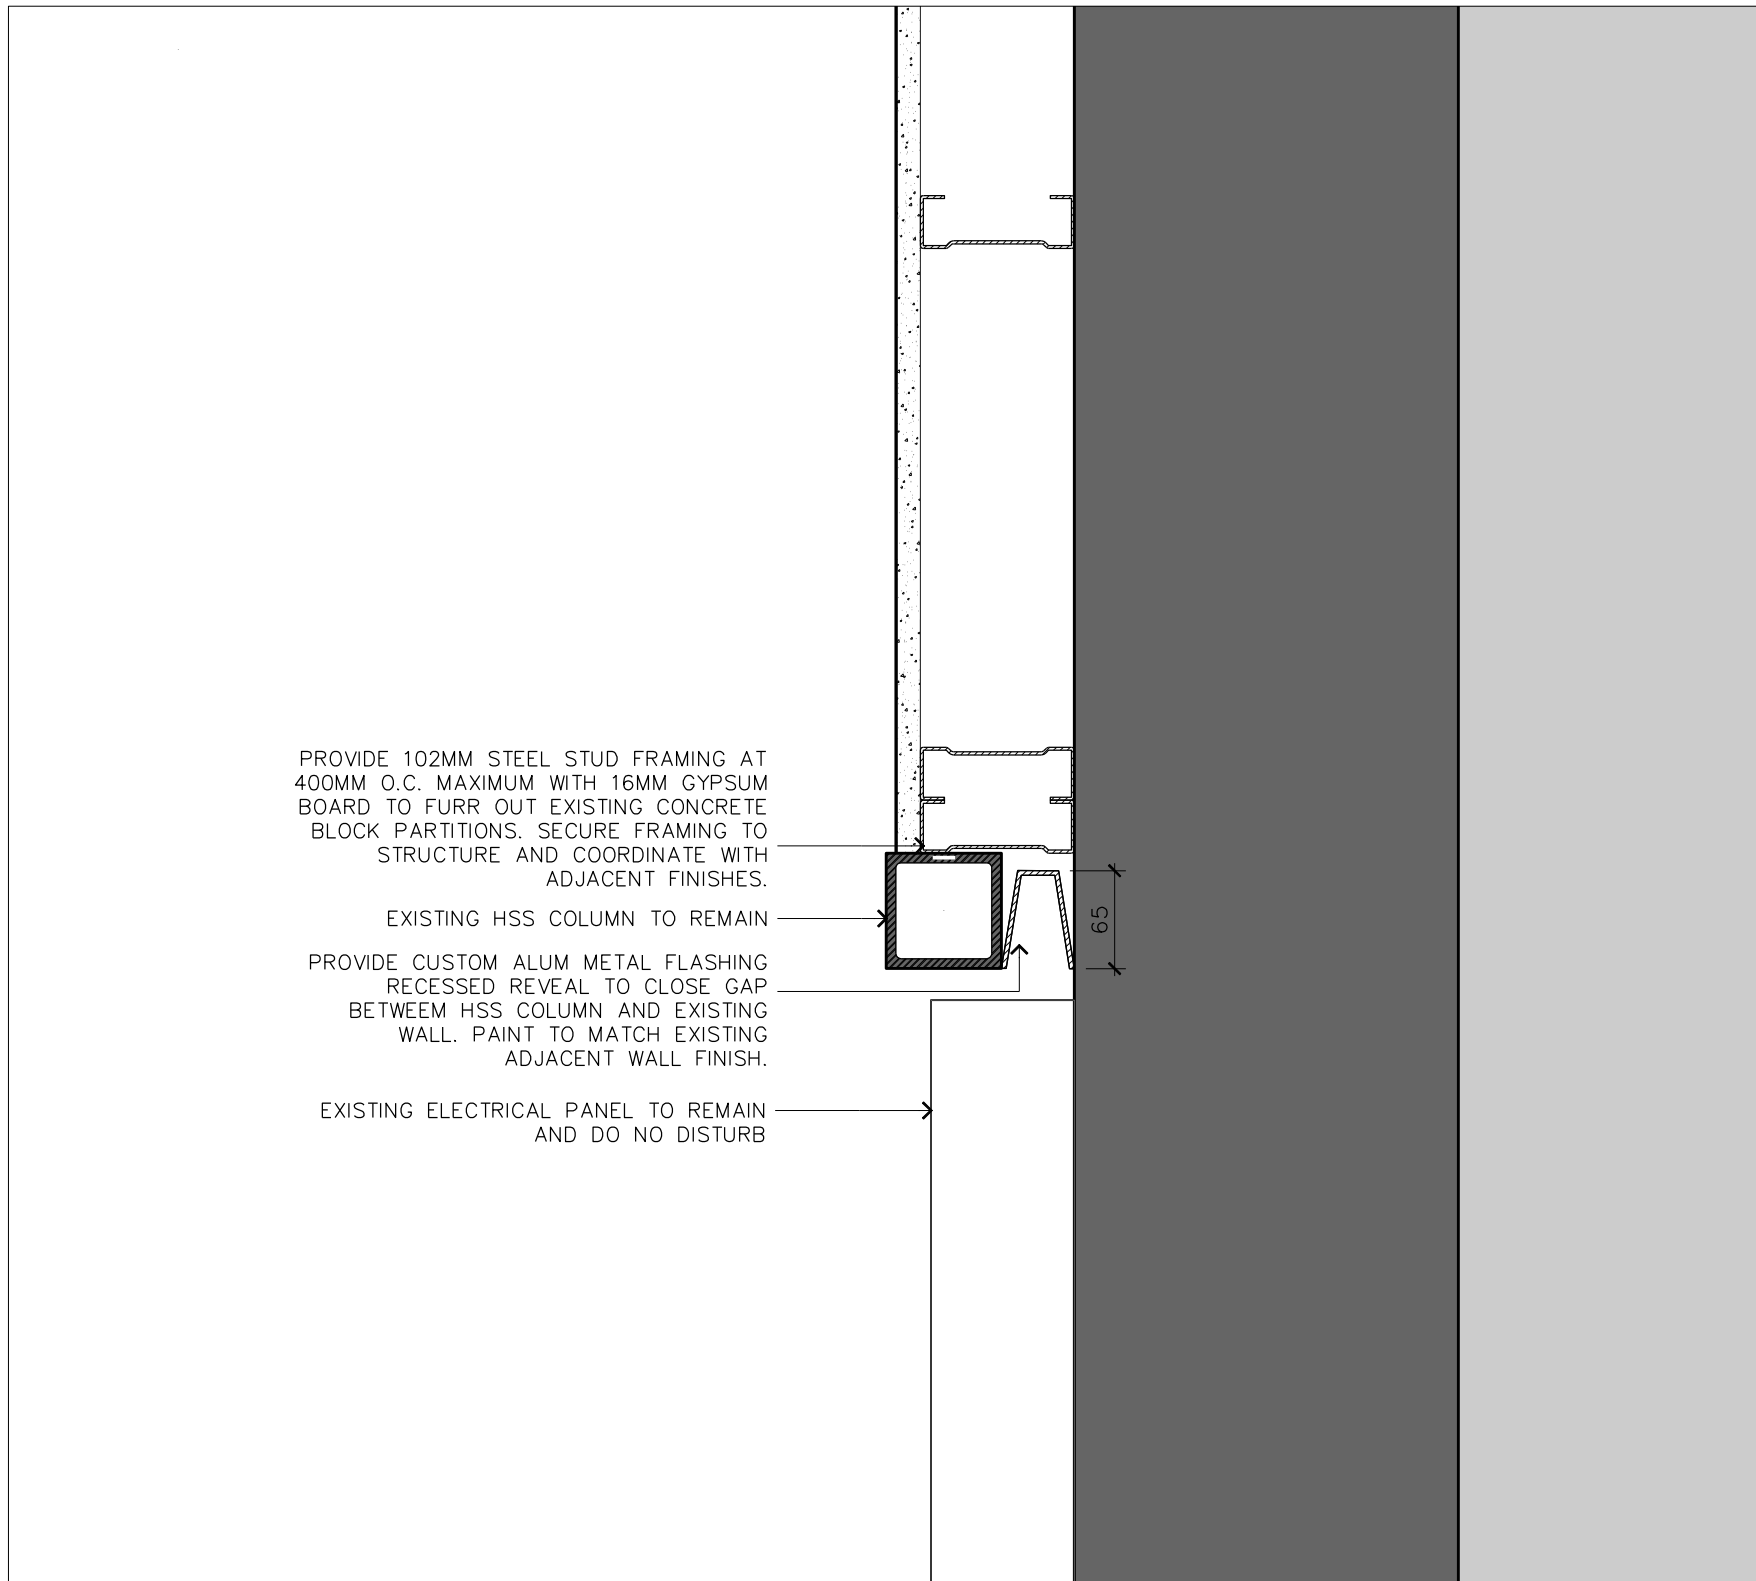 PROVIDE 102MM STEEL STUD FRAMING AT
400MM O.C. MAXIMUM WITH 16MM GYPSUM
BOARD TO FURR OUT EXISTING CONCRETE
BLOCK PARTITIONS. SECURE FRAMING TO
STRUCTURE AND COORDINATE WITH
ADJACENT FINISHES.
EXISTING HSS COLUMN TO REMAIN
65
PROVIDE CUSTOM ALUM METAL FLASHING
RECESSED REVEAL TO CLOSE GAP
BETWEEM HSS COLUMN AND EXISTING
WALL. PAINT TO MATCH EXISTING
ADJACENT WALL FINISH.
EXISTING ELECTRICAL PANEL TO REMAIN
AND DO NO DISTURB